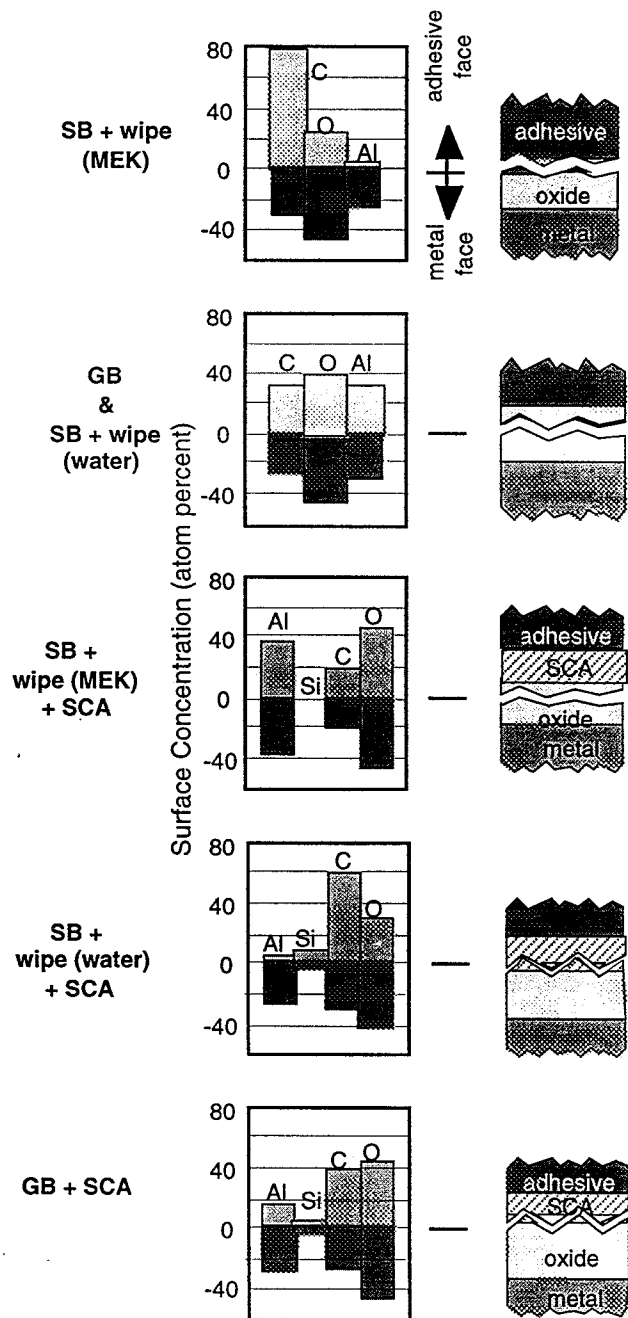 Surface Concentration (atom percent)
SB + wipe
(MEK)
80
40
0
-40
C
O
Al
adhesive
face
metal
face
adhesive
oxide
metal
GB
&
SB + wipe
(water)
80
40
0
-40
C O Al
SB +
wipe (MEK)
+ SCA
80
40
0
-40
Al
Si
C
O
adhesive
SCA
oxide
metal
SB +
wipe (water)
+ SCA
80
40
0
-40
Al
Si
C
O
GB + SCA
80
40
0
-40
Al
Si
C
O
adhesive
SCA
oxide
metal